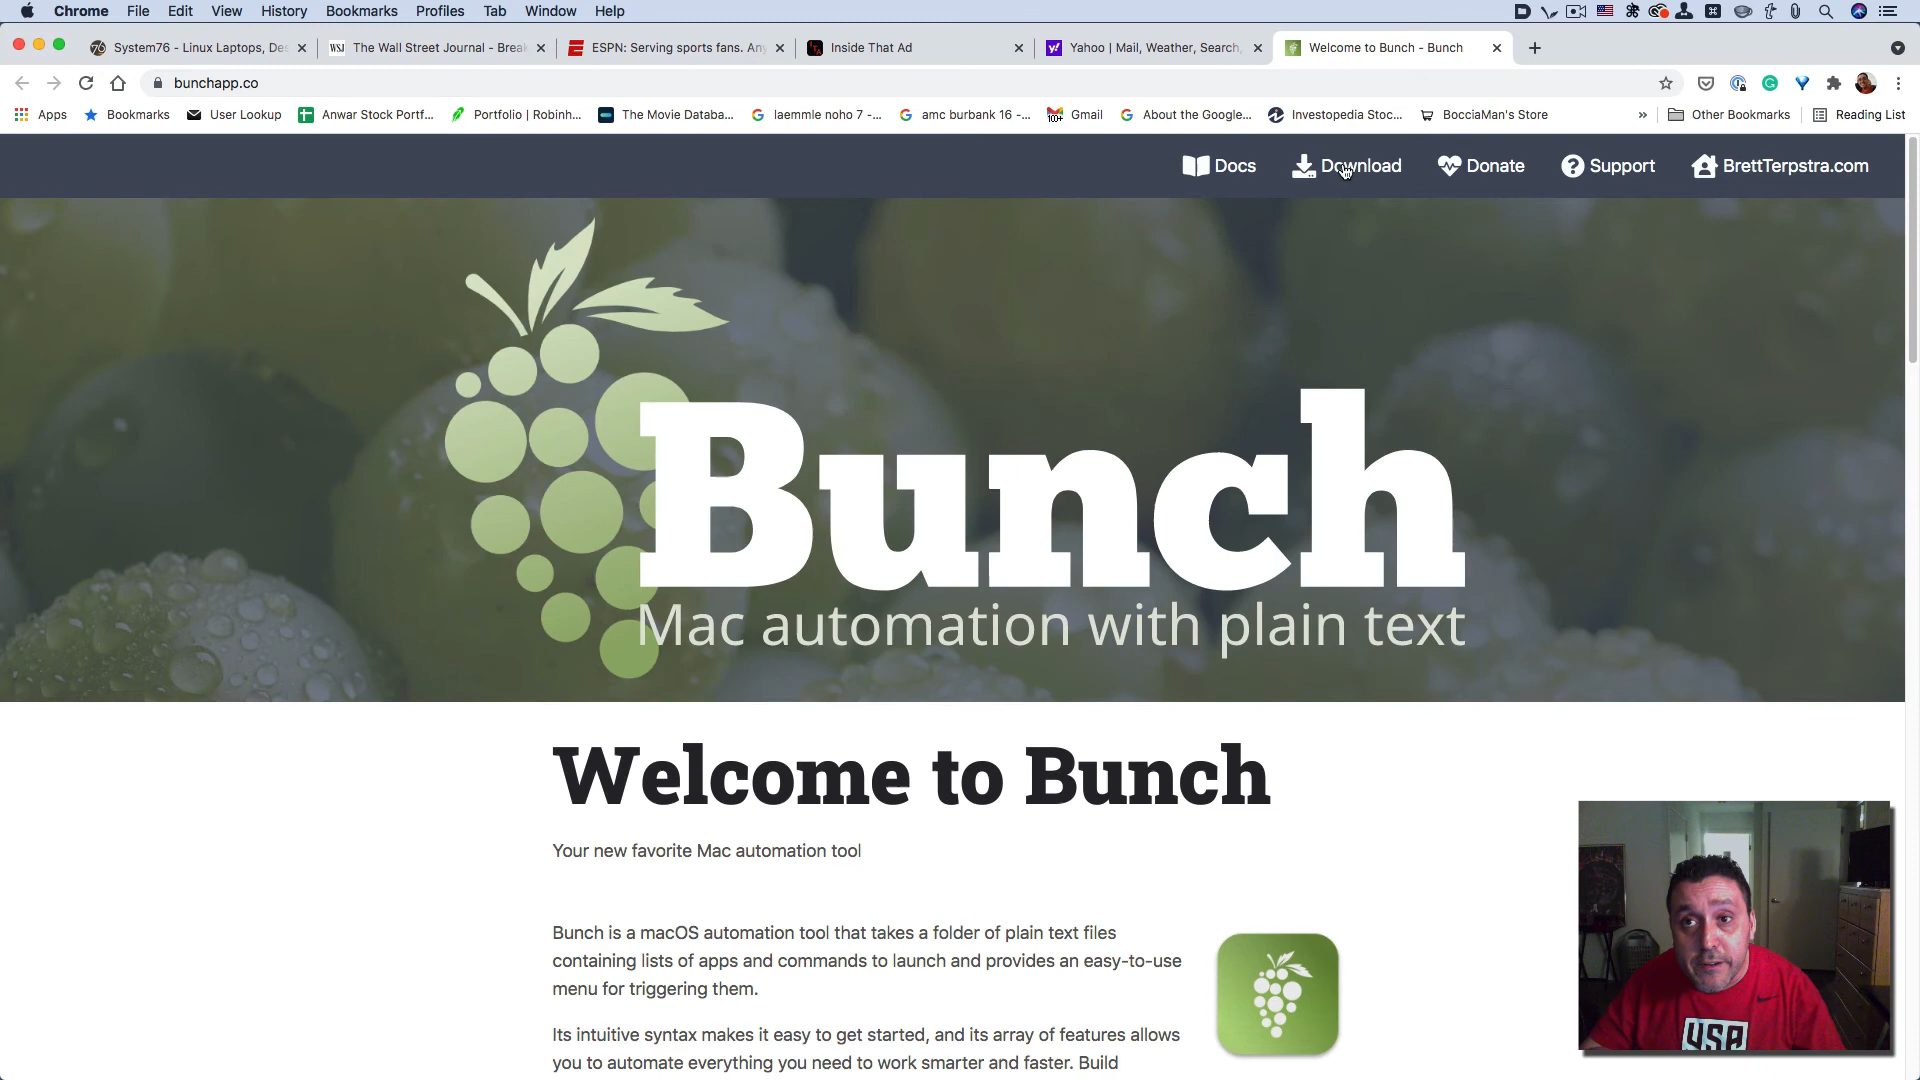 Chrome File Edit View History Bookmarks Profiles Tab Window Help
System76 - Linux Laptops, Des
WSJ The Wall Street Journal - Break
ESPN: Serving sports fans. Any
Inside That Ad
Yahoo | Mail, Weather, Search,
Welcome to Bunch - Bunch
bunchapp.co
Apps Bookmarks User Lookup Anwar Stock Portf... Portfolio | Robinh... The Movie Databa... laemmle noho 7 -... amc burbank 16 -... Gmail About the Google... Investopedia Stoc... BocciaMan's Store » Other Bookmarks Reading List
Docs Download Donate Support BrettTerpstra.com
Bunch
Mac automation with plain text
Welcome to Bunch
Your new favorite Mac automation tool
Bunch is a macOS automation tool that takes a folder of plain text files
containing lists of apps and commands to launch and provides an easy-to-use
menu for triggering them.
Its intuitive syntax makes it easy to get started, and its array of features allows
you to automate everything you need to work smarter and faster. Build
USA